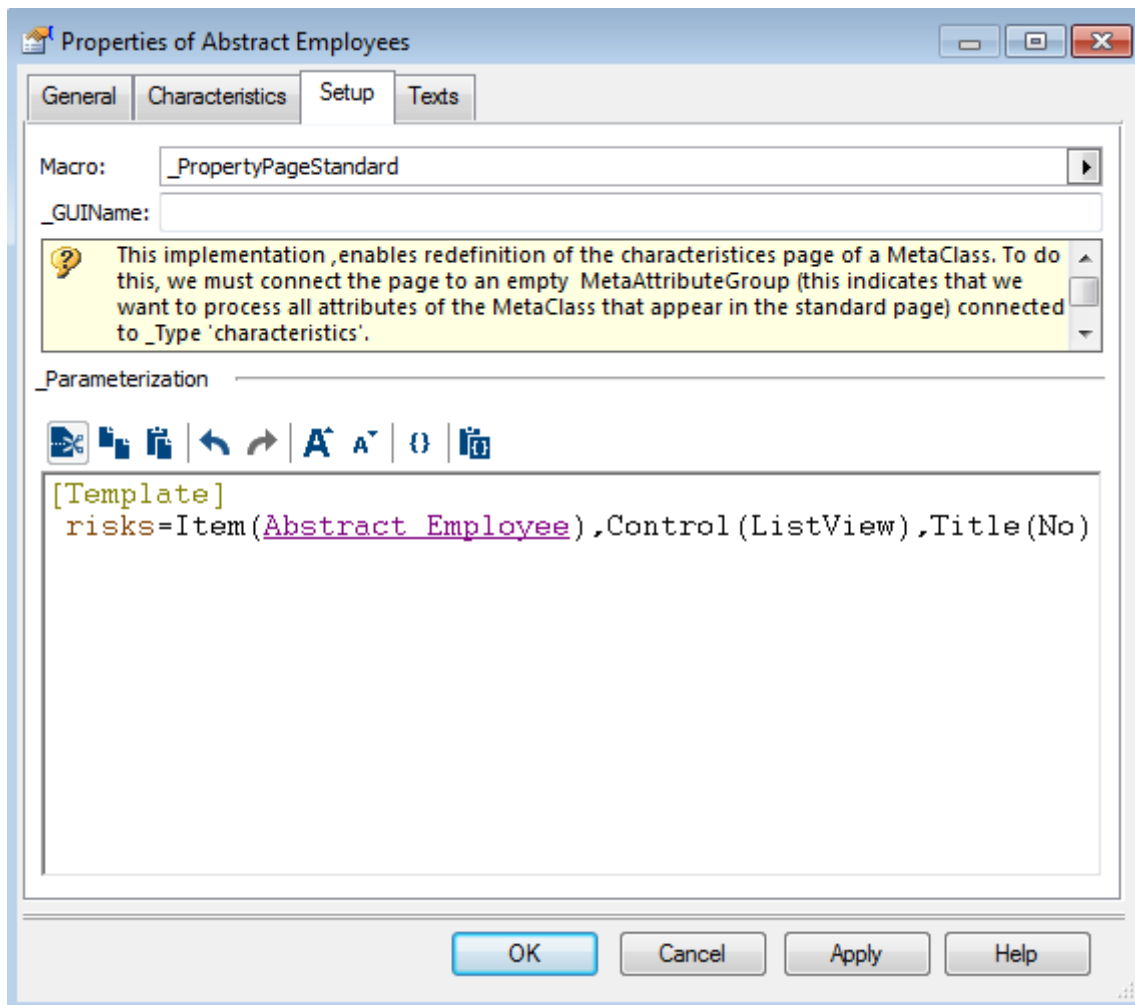 Properties of Abstract Employees
General Characteristics Setup Texts
Macro: _PropertyPageStandard
_GUIName:
This implementation ,enables redefinition of the characteristices page of a MetaClass. To do
this, we must connect the page to an empty MetaAttributeGroup (this indicates that we
want to process all attributes of the MetaClass that appear in the standard page) connected
to _Type 'characteristics'.
_Parameterization
A A {}
[Template]
risks=Item(Abstract Employee),Control(ListView),Title(No)
OK Cancel Apply Help